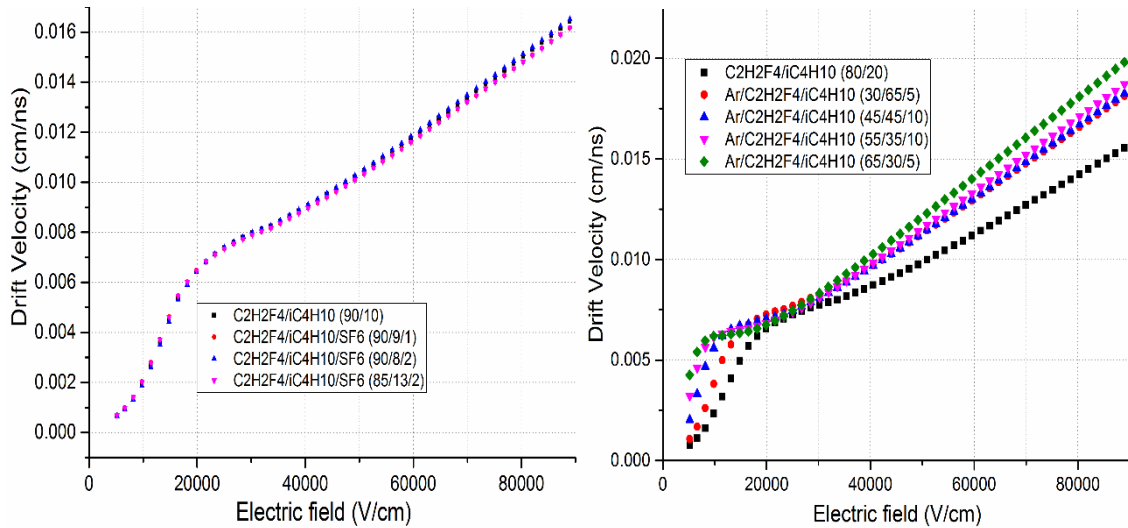 0.016
0.014
0.012
0.010
0.008
0.006
0.004
0.002
0.000
Drift Velocity (cm/ns)
C2H2F4/iC4H10 (90/10)
C2H2F4/iC4H10/SF6 (90/9/1)
C2H2F4/iC4H10/SF6 (90/8/2)
C2H2F4/iC4H10/SF6 (85/13/2)
0 20000 40000 60000 80000
Electric field (V/cm)
0.020
0.015
0.010
0.005
0.000
Drift Velocity (cm/ns)
C2H2F4/iC4H10 (80/20)
Ar/C2H2F4/iC4H10 (30/65/5)
Ar/C2H2F4/iC4H10 (45/45/10)
Ar/C2H2F4/iC4H10 (55/35/10)
Ar/C2H2F4/iC4H10 (65/30/5)
0 20000 40000 60000 80000
Electric field (V/cm)